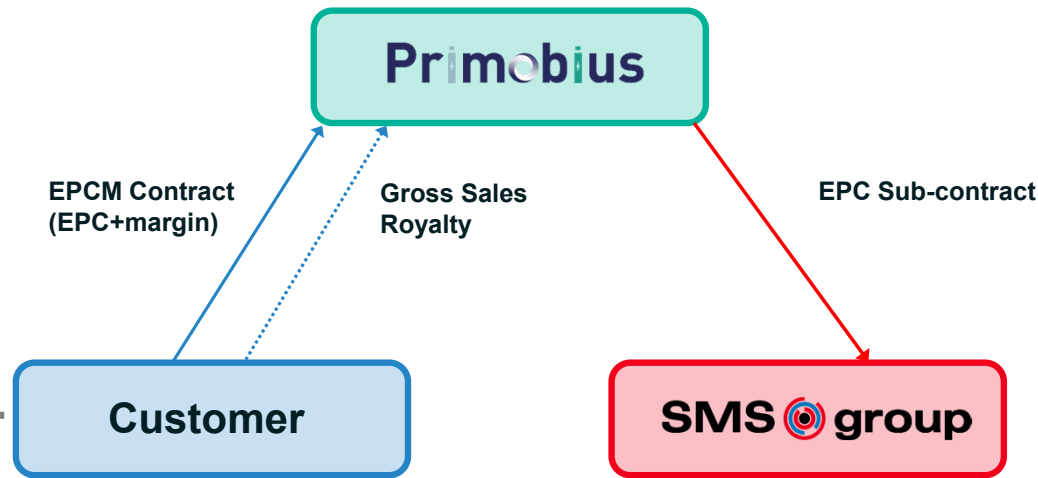 Primobius
EPCM Contract
(EPC+margin)
Gross Sales
Royalty
EPC Sub-contract
Customer
SMS group